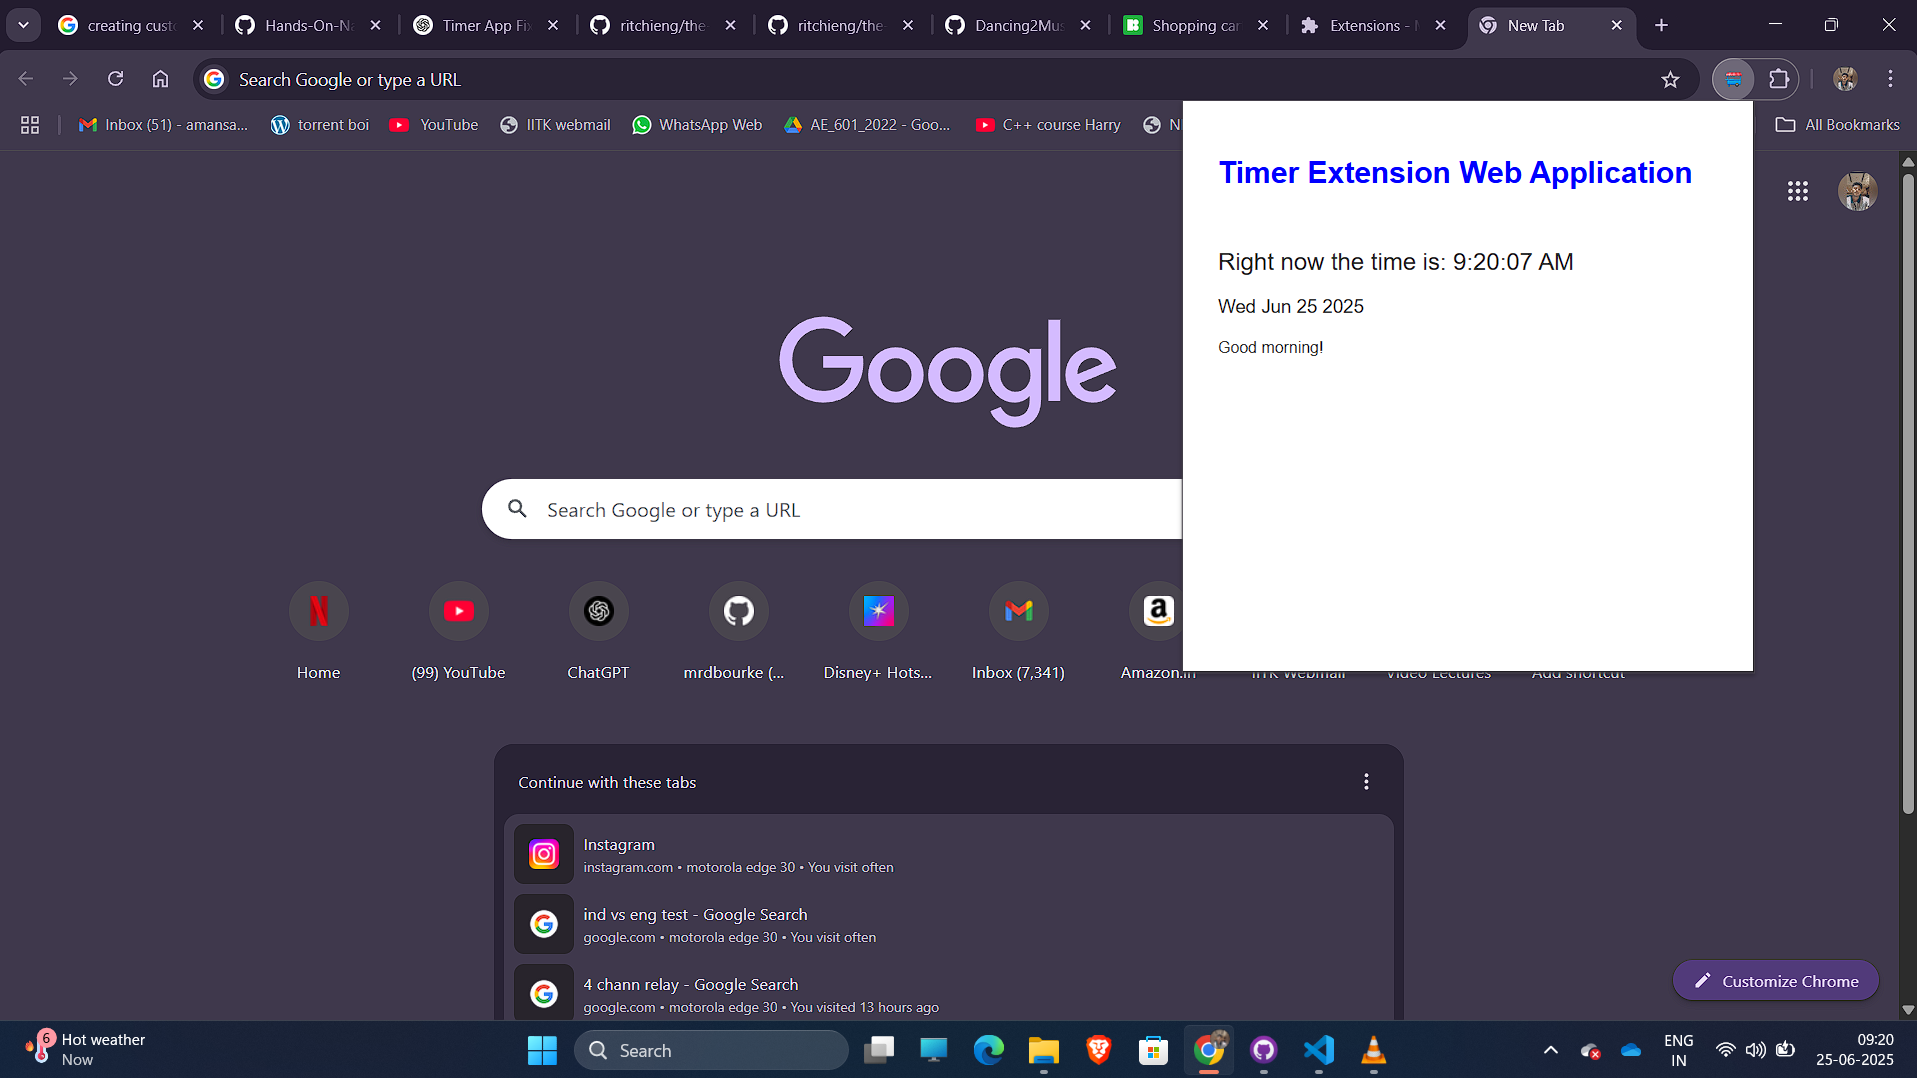 creating custo
Hands-On-Na
Timer App Fix
ritchieng/the-
ritchieng/the-
Dancing2Mus
Shopping car
Extensions - M
New Tab
Search Google or type a URL
Inbox (51) - amansa...
torrent boi
YouTube
IITK webmail
WhatsApp Web
AE_601_2022 - Goo...
C++ course Harry
All Bookmarks
Timer Extension Web Application
Right now the time is: 9:20:07 AM
Wed Jun 25 2025
Good morning!
Google
Search Google or type a URL
Home
(99) YouTube
ChatGPT
mrdbourke (...
Disney+ Hots...
Inbox (7,341)
Amazon.in
IITK Webmail
Video Lectures
Add shortcut
Continue with these tabs
Instagram
instagram.com • motorola edge 30 • You visit often
ind vs eng test - Google Search
google.com • motorola edge 30 • You visit often
4 chann relay - Google Search
google.com • motorola edge 30 • You visited 13 hours ago
Customize Chrome
6
Hot weather
Now
Search
ENG
IN
09:20
25-06-2025